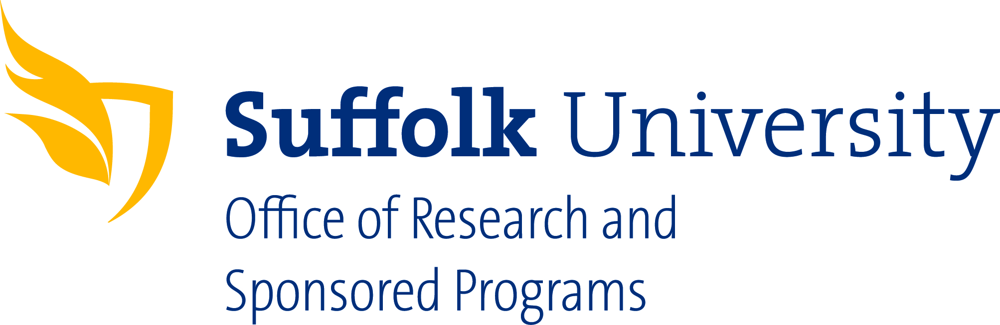 Suffolk University
Office of Research and
Sponsored Programs